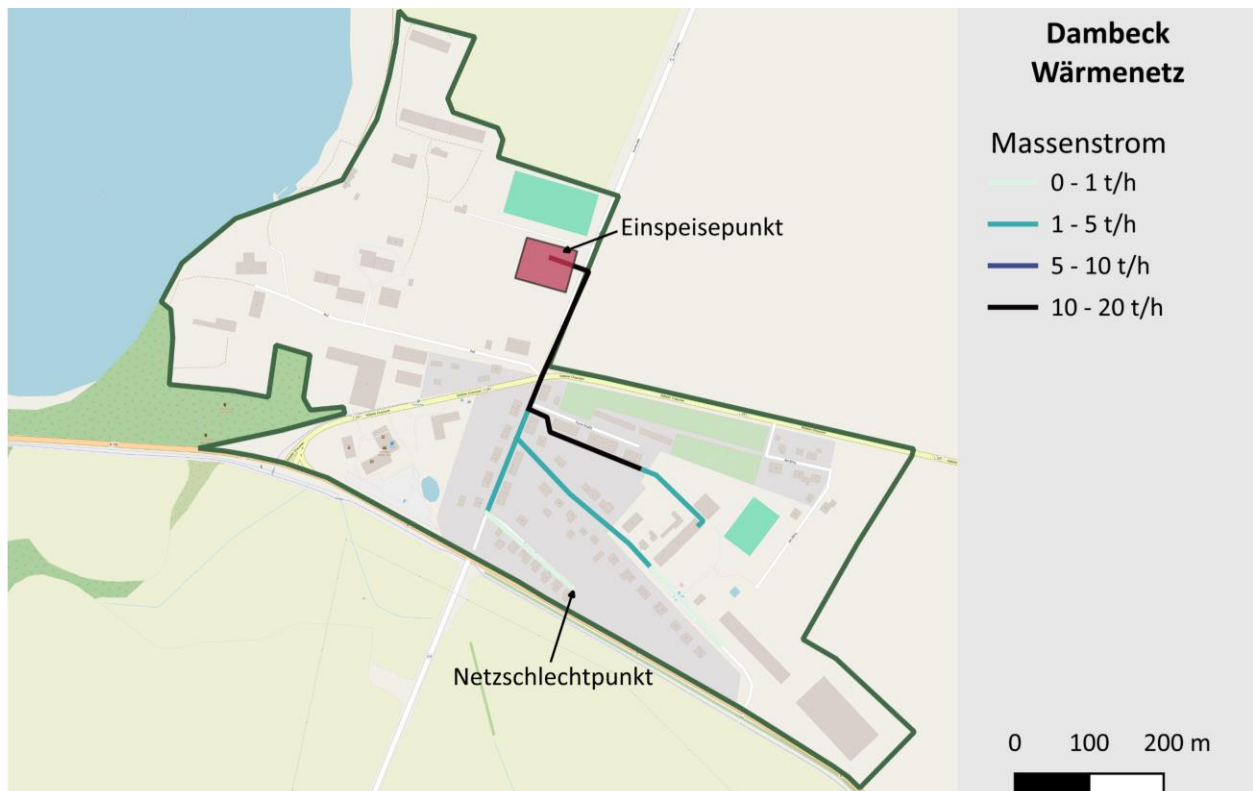 Dambeck
Wärmenetz
Massenstrom
0 - 1 t/h
1 - 5 t/h
5 - 10 t/h
10 - 20 t/h
Einspeisepunkt
Netzschlechtpunkt
0 100 200 m